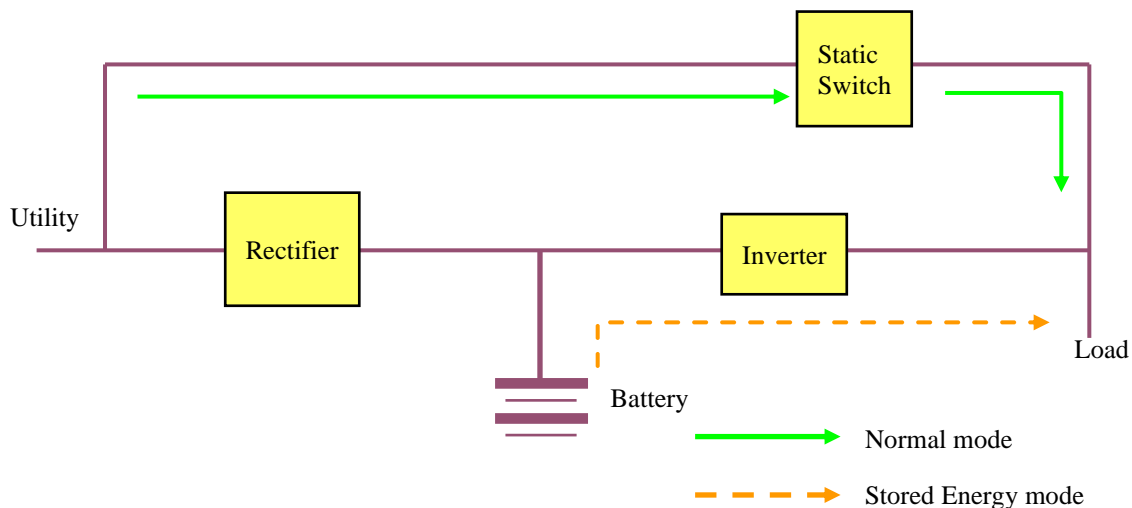 Static
Switch
Utility
Rectifier
Inverter
Load
Battery
Normal mode
Stored Energy mode